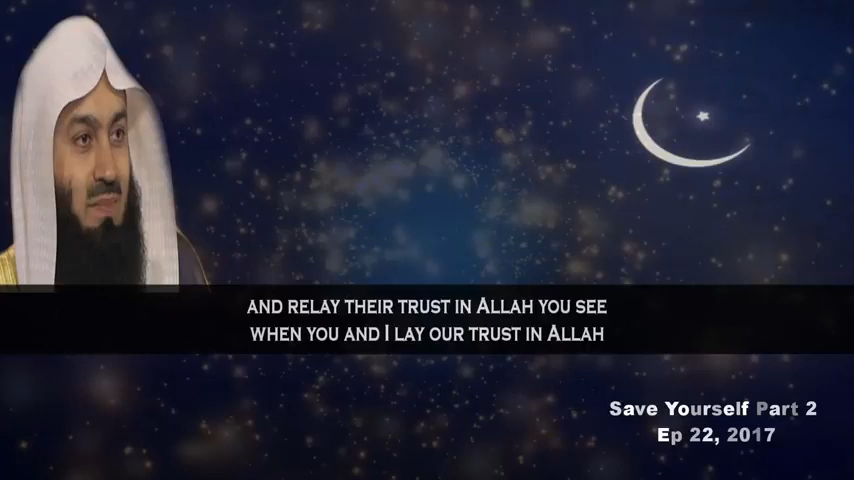 AND RELAY THEIR TRUST IN ALLAH YOU SEE
WHEN YOU AND I LAY OUR TRUST IN ALLAH
Save Yourself Part 2
Ep 22, 2017